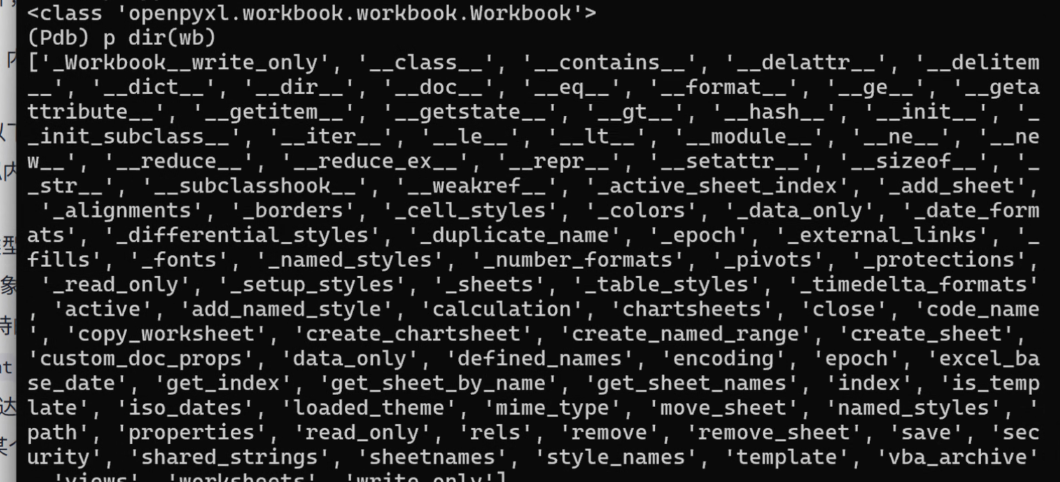 <class 'openpyxl.workbook.workbook.Workbook'>
(Pdb) p dir(wb)
['_Workbook__write_only', '__class__', '__contains__', '__delattr__', '__delitem
__', '__dict__', '__dir__', '__doc__', '__eq__', '__format__', '__ge__', '__geta
ttribute__', '__getitem__', '__getstate__', '__gt__', '__hash__', '__init__', '_
_init_subclass__', '__iter__', '__le__', '__lt__', '__module__', '__ne__', '__ne
w__', '__reduce__', '__reduce_ex__', '__repr__', '__setattr__', '__sizeof__', '_
_str__', '__subclasshook__', '__weakref__', '_active_sheet_index', '_add_sheet',
 '_alignments', '_borders', '_cell_styles', '_colors', '_data_only', '_date_form
ats', '_differential_styles', '_duplicate_name', '_epoch', '_external_links', '_
fills', '_fonts', '_named_styles', '_number_formats', '_pivots', '_protections',
 '_read_only', '_setup_styles', '_sheets', '_table_styles', '_timedelta_formats'
, 'active', 'add_named_style', 'calculation', 'chartsheets', 'close', 'code_name
', 'copy_worksheet', 'create_chartsheet', 'create_named_range', 'create_sheet',
'custom_doc_props', 'data_only', 'defined_names', 'encoding', 'epoch', 'excel_ba
se_date', 'get_index', 'get_sheet_by_name', 'get_sheet_names', 'index', 'is_temp
late', 'iso_dates', 'loaded_theme', 'mime_type', 'move_sheet', 'named_styles', '
path', 'properties', 'read_only', 'rels', 'remove', 'remove_sheet', 'save', 'sec
urity', 'shared_strings', 'sheetnames', 'style_names', 'template', 'vba_archive'
, 'views', 'worksheets', 'write_only']